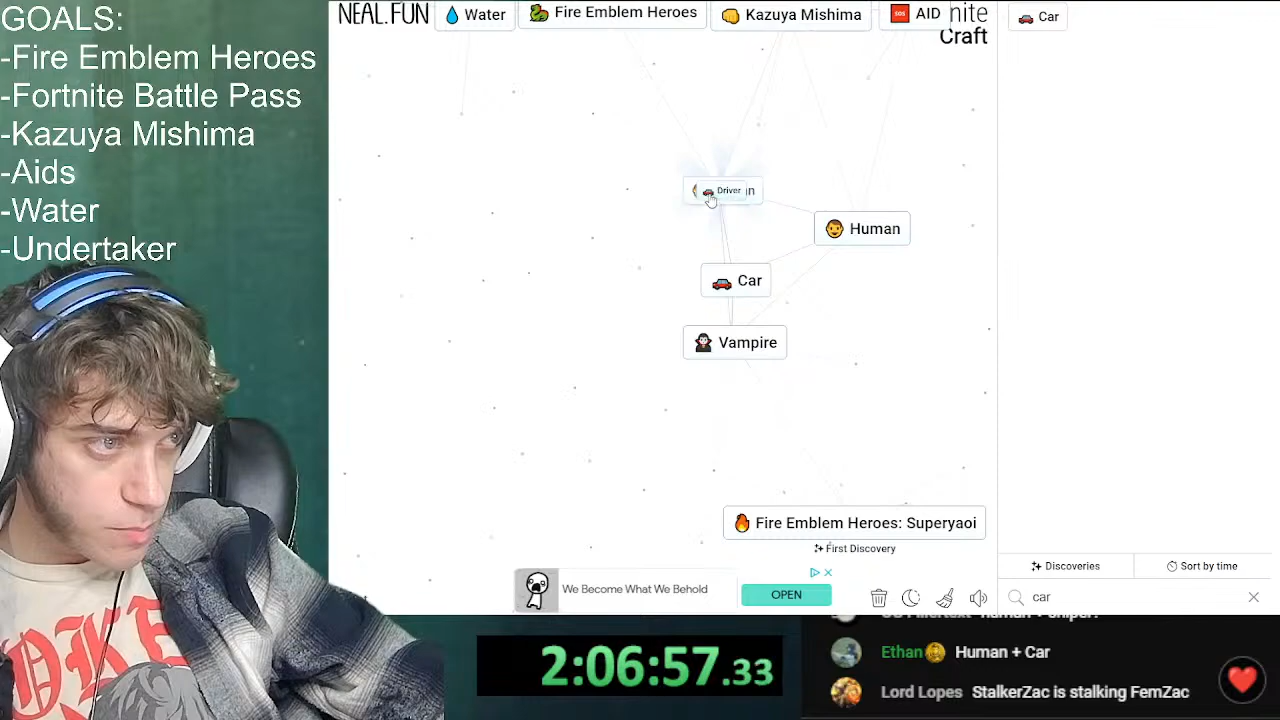 GOALS:
-Fire Emblem Heroes
-Fortnite Battle Pass
-Kazuya Mishima
-Aids
-Water
-Undertaker
NEAL.FUN
Water
Fire Emblem Heroes
Kazuya Mishima
SOS AID
nite
Craft
Car
Driver
Human
Car
Vampire
Fire Emblem Heroes: Superyaoi
First Discovery
We Become What We Behold
OPEN
Discoveries
Sort by time
car
2:06:57.33
Ethan Human + Car
Lord Lopes StalkerZac is stalking FemZac